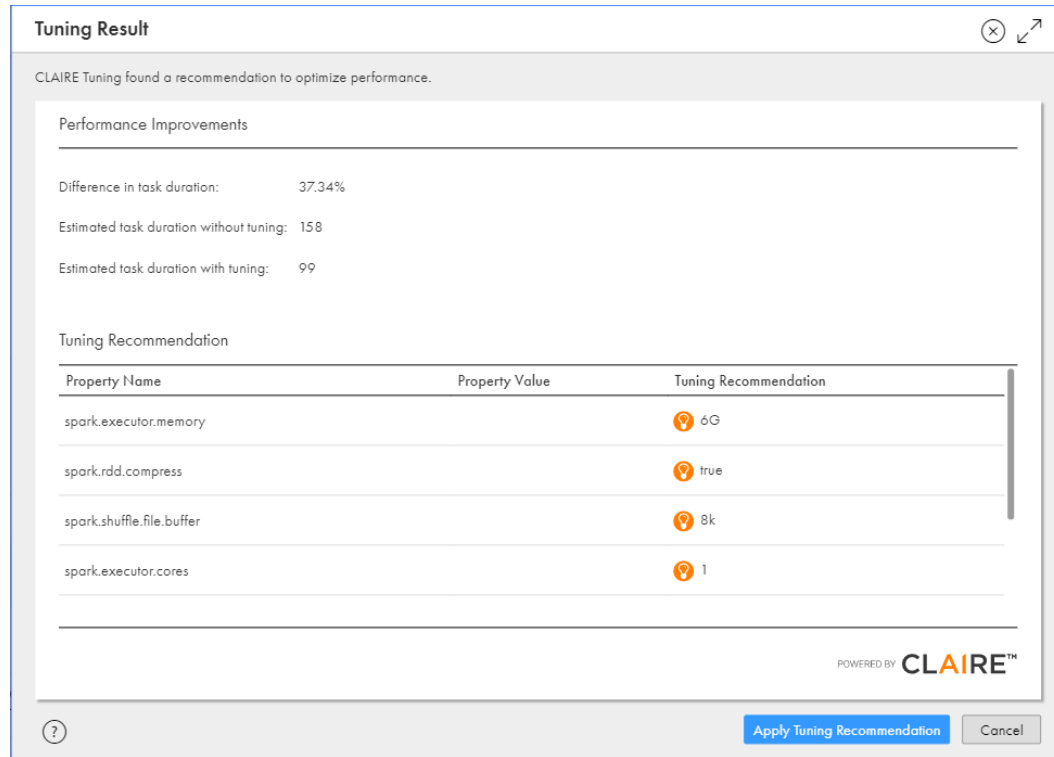 Tuning Result
CLAIRE Tuning found a recommendation to optimize performance.
Performance Improvements
Difference in task duration: 37.34%
Estimated task duration without tuning: 158
Estimated task duration with tuning: 99
Tuning Recommendation
Property Name Property Value Tuning Recommendation
spark.executor.memory 6G
spark.rdd.compress true
spark.shuffle.file.buffer 8k
spark.executor.cores 1
POWERED BY CLAIRE™
? Apply Tuning Recommendation Cancel